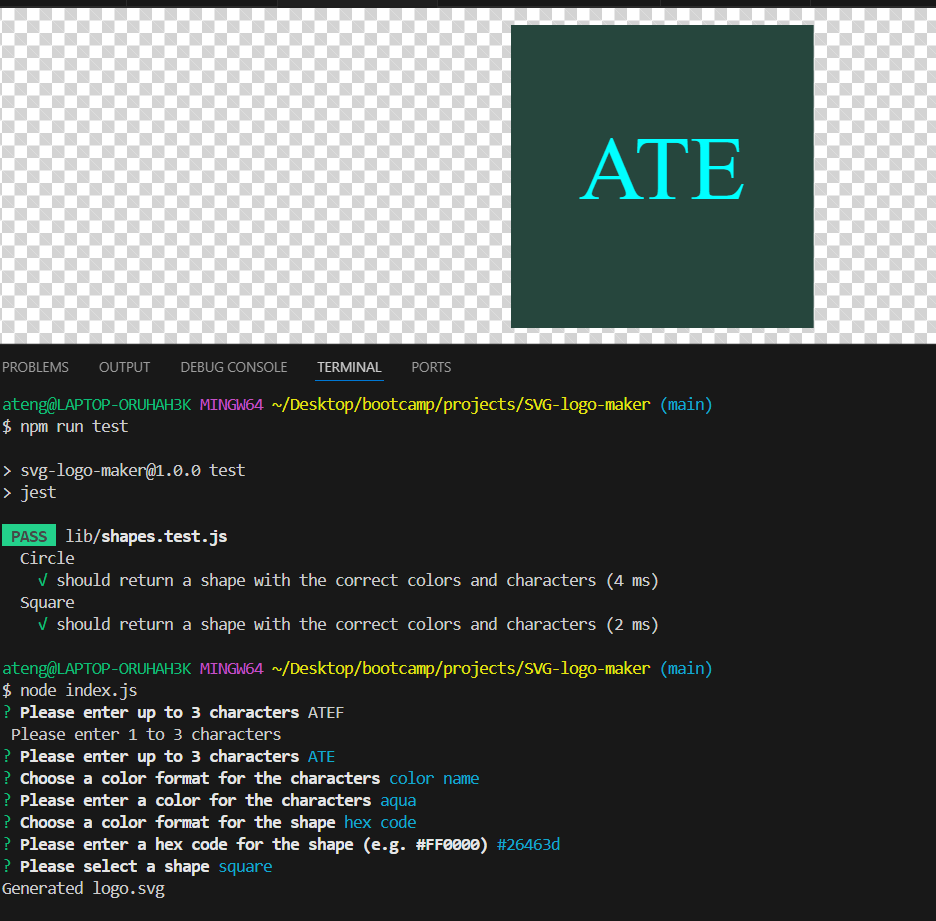 ATE
PROBLEMS OUTPUT DEBUG CONSOLE TERMINAL PORTS
ateng@LAPTOP-ORUHAH3K MINGW64 ~/Desktop/bootcamp/projects/SVG-logo-maker (main)
$ npm run test
> svg-logo-maker@1.0.0 test
> jest
PASS lib/shapes.test.js
Circle
√ should return a shape with the correct colors and characters (4 ms)
Square
√ should return a shape with the correct colors and characters (2 ms)
ateng@LAPTOP-ORUHAH3K MINGW64 ~/Desktop/bootcamp/projects/SVG-logo-maker (main)
$ node index.js
? Please enter up to 3 characters ATEF
Please enter 1 to 3 characters
? Please enter up to 3 characters ATE
? Choose a color format for the characters color name
? Please enter a color for the characters aqua
? Choose a color format for the shape hex code
? Please enter a hex code for the shape (e.g. #FF0000) #26463d
? Please select a shape square
Generated logo.svg